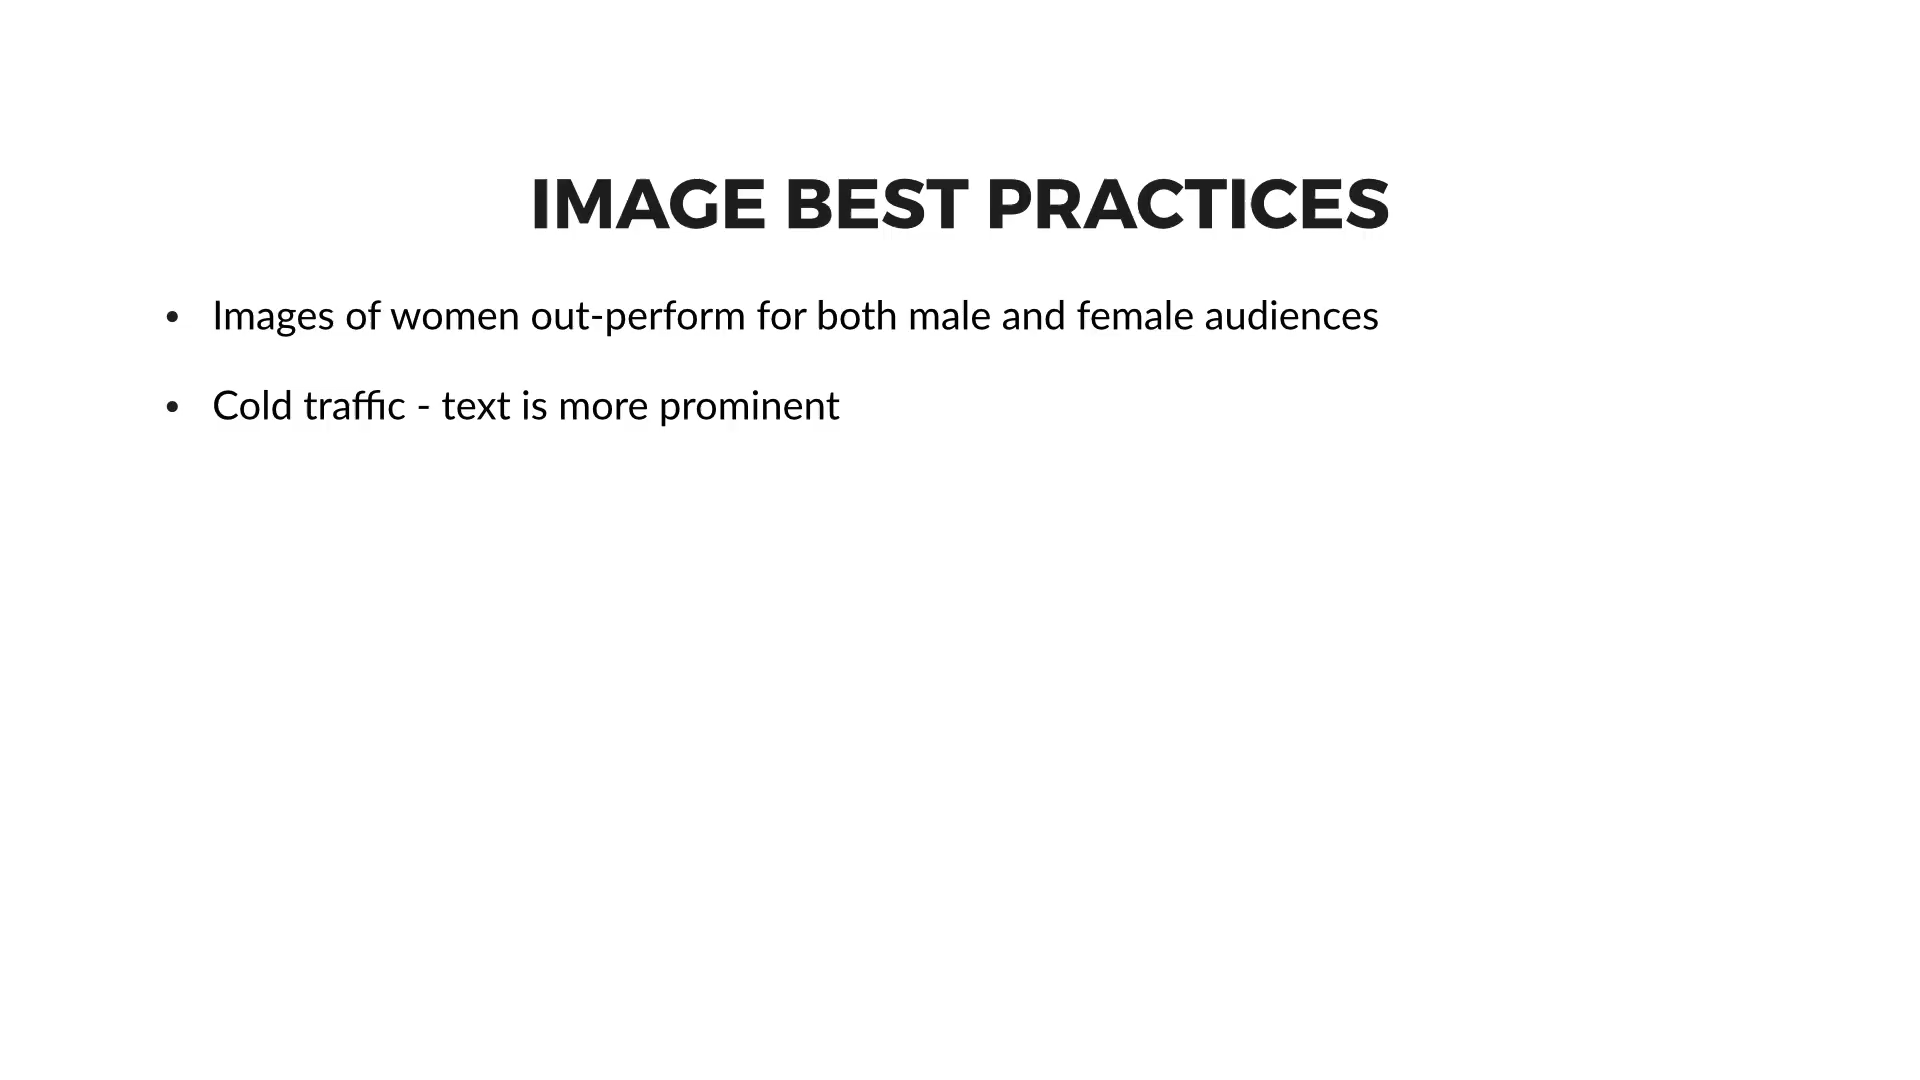 IMAGE BEST PRACTICES
• Images of women out-perform for both male and female audiences
• Cold traffic - text is more prominent